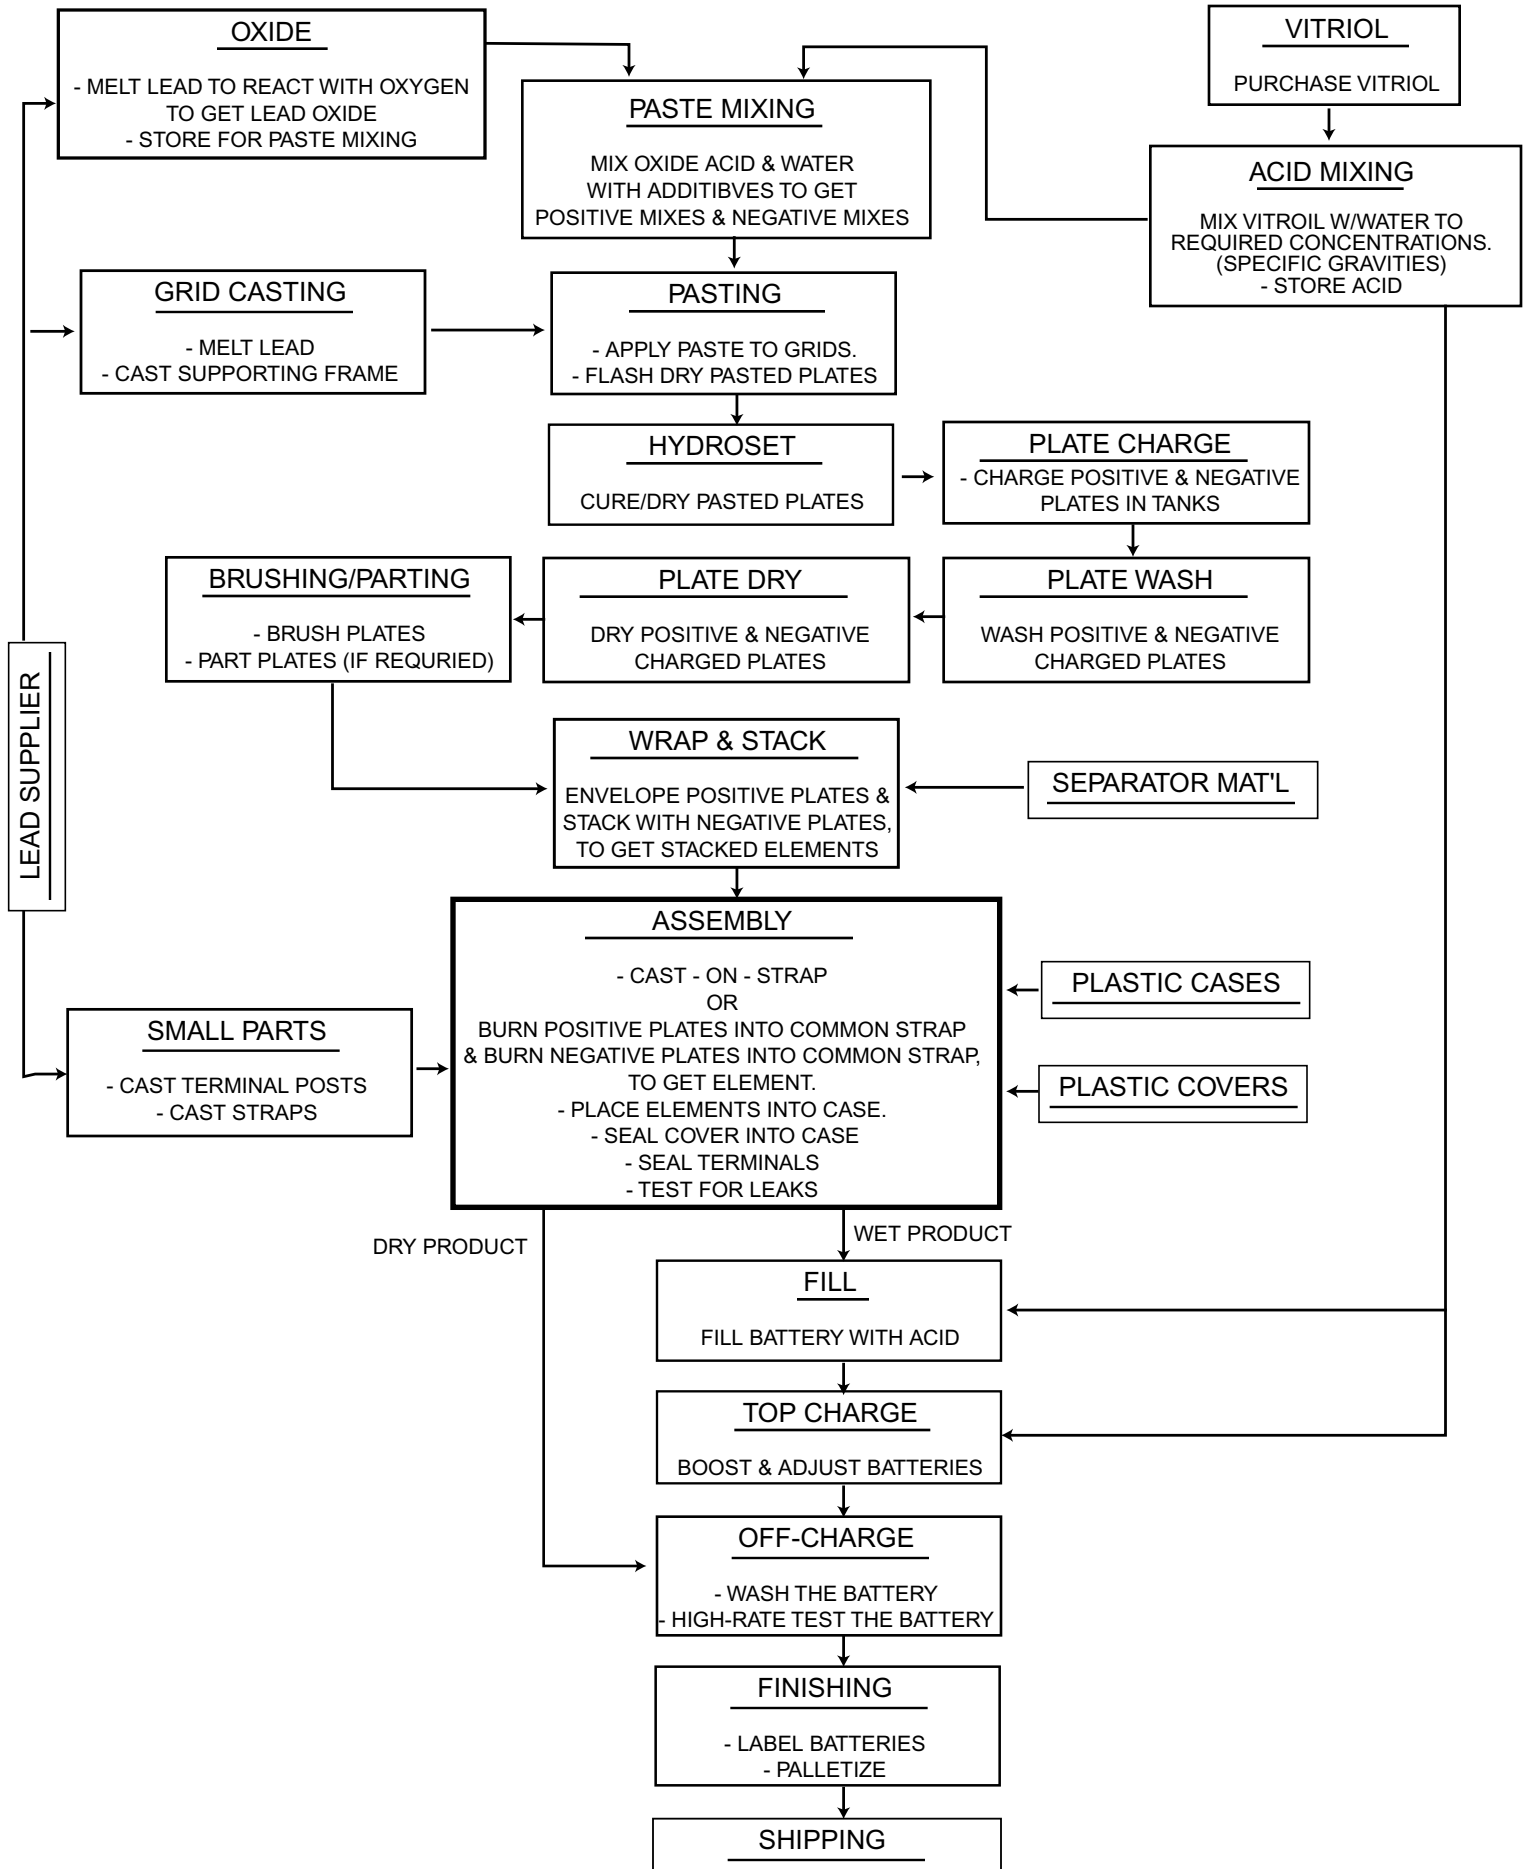 OXIDE
- MELT LEAD TO REACT WITH OXYGEN
TO GET LEAD OXIDE
- STORE FOR PASTE MIXING
VITRIOL
PURCHASE VITRIOL
PASTE MIXING
MIX OXIDE ACID & WATER
WITH ADDITIBVES TO GET
POSITIVE MIXES & NEGATIVE MIXES
ACID MIXING
MIX VITROIL W/WATER TO
REQUIRED CONCENTRATIONS.
(SPECIFIC GRAVITIES)
- STORE ACID
GRID CASTING
- MELT LEAD
- CAST SUPPORTING FRAME
PASTING
- APPLY PASTE TO GRIDS.
- FLASH DRY PASTED PLATES
HYDROSET
CURE/DRY PASTED PLATES
PLATE CHARGE
- CHARGE POSITIVE & NEGATIVE
PLATES IN TANKS
BRUSHING/PARTING
- BRUSH PLATES
- PART PLATES (IF REQURIED)
PLATE DRY
DRY POSITIVE & NEGATIVE
CHARGED PLATES
PLATE WASH
WASH POSITIVE & NEGATIVE
CHARGED PLATES
LEAD SUPPLIER
WRAP & STACK
ENVELOPE POSITIVE PLATES &
STACK WITH NEGATIVE PLATES,
TO GET STACKED ELEMENTS
SEPARATOR MAT'L
ASSEMBLY
- CAST - ON - STRAP
OR
BURN POSITIVE PLATES INTO COMMON STRAP
& BURN NEGATIVE PLATES INTO COMMON STRAP,
TO GET ELEMENT.
- PLACE ELEMENTS INTO CASE.
- SEAL COVER INTO CASE
- SEAL TERMINALS
- TEST FOR LEAKS
PLASTIC CASES
PLASTIC COVERS
SMALL PARTS
- CAST TERMINAL POSTS
- CAST STRAPS
DRY PRODUCT
WET PRODUCT
FILL
FILL BATTERY WITH ACID
TOP CHARGE
BOOST & ADJUST BATTERIES
OFF-CHARGE
- WASH THE BATTERY
- HIGH-RATE TEST THE BATTERY
FINISHING
- LABEL BATTERIES
- PALLETIZE
SHIPPING